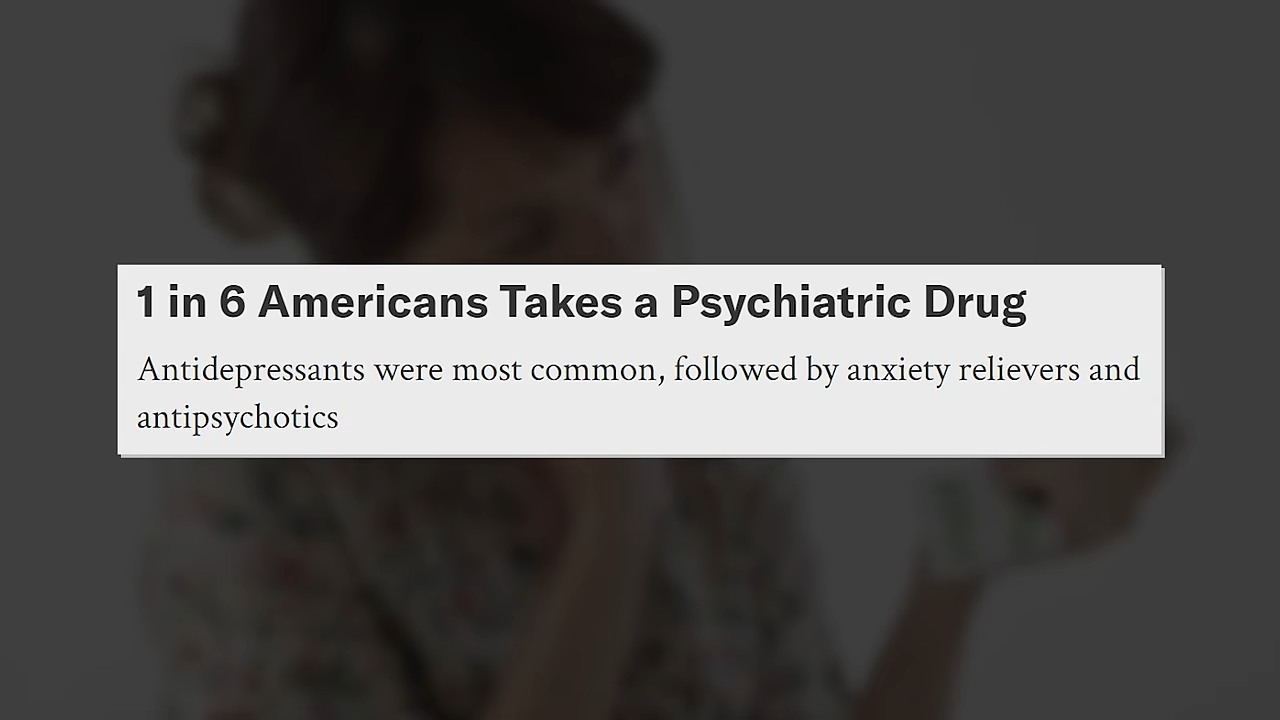 1 in 6 Americans Takes a Psychiatric Drug
Antidepressants were most common, followed by anxiety relievers and
antipsychotics